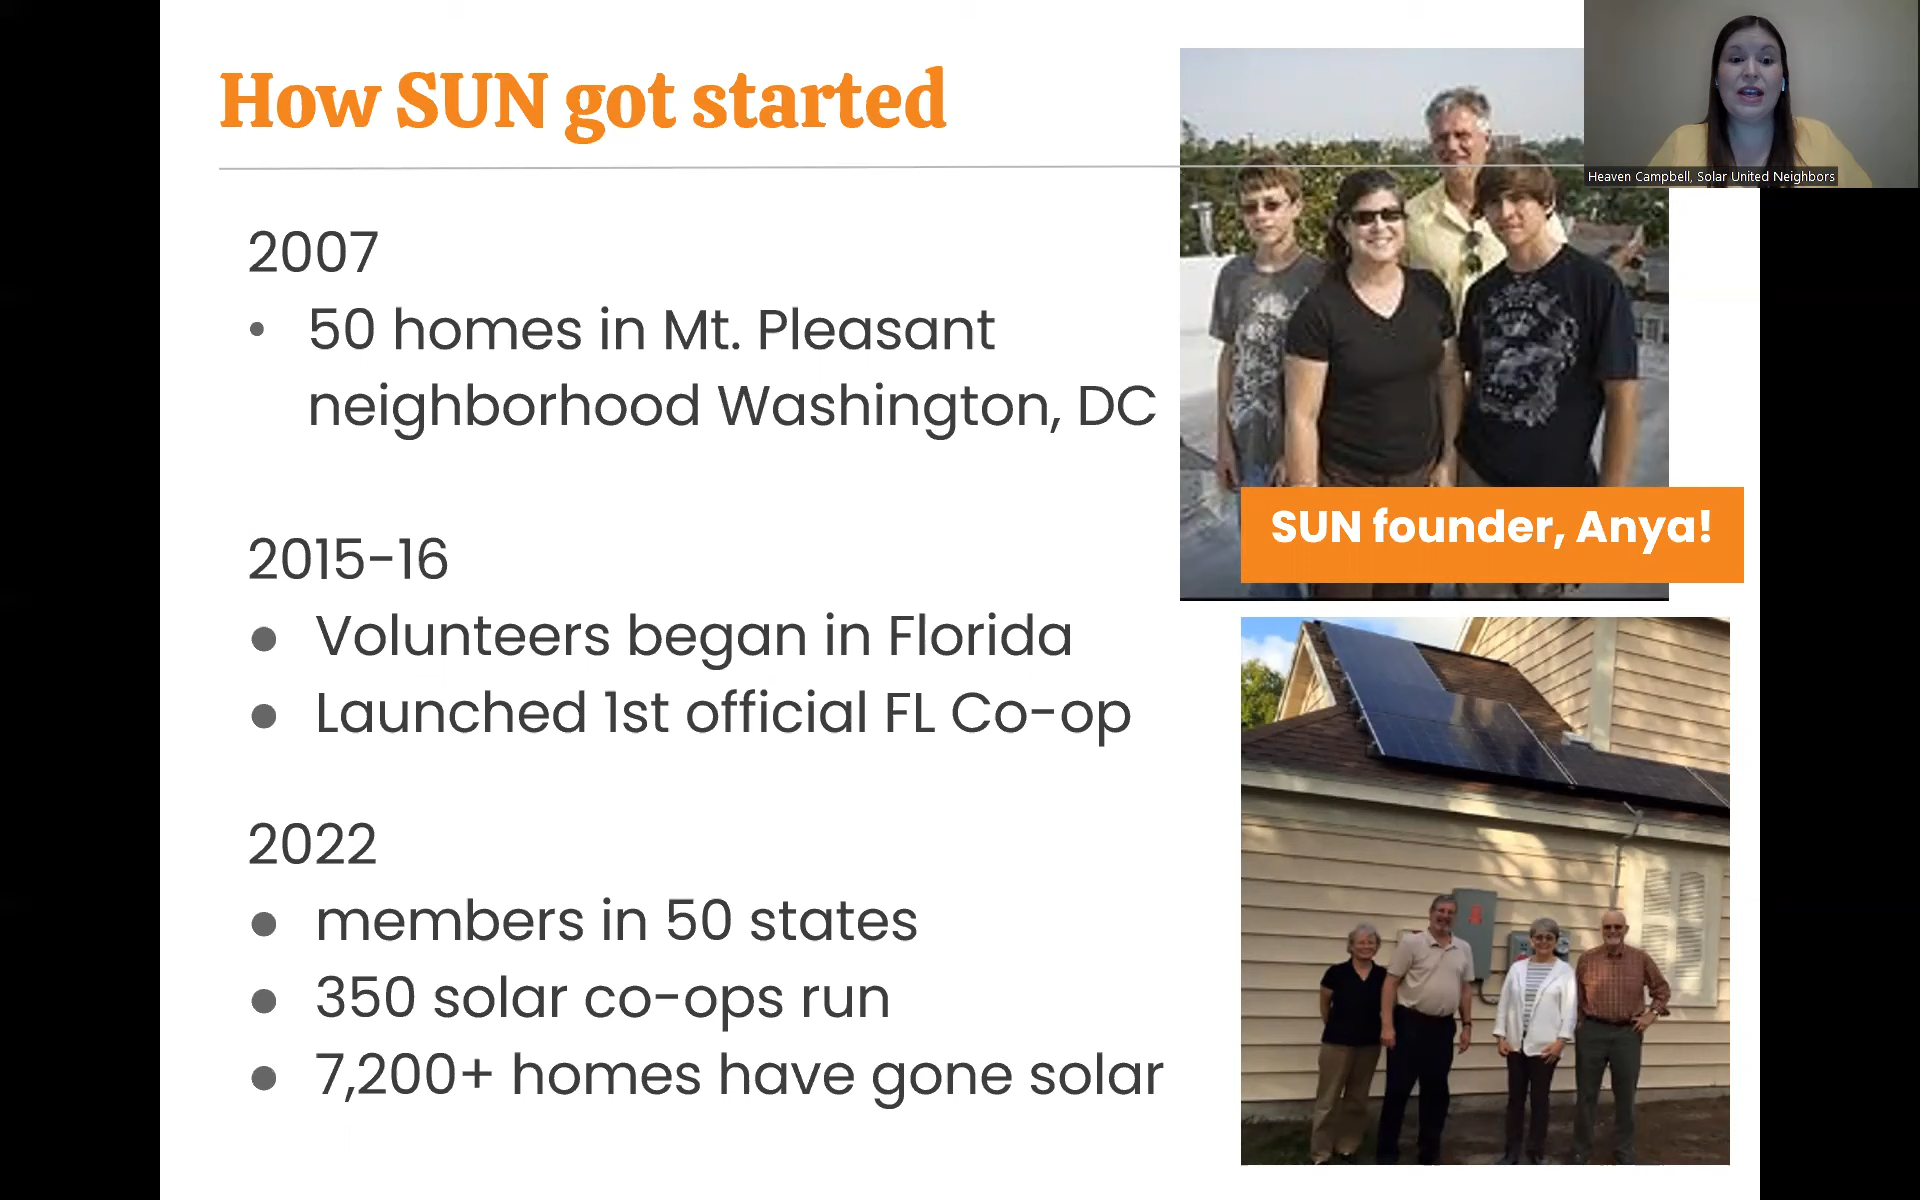 How SUN got started
Heaven Campbell, Solar United Neighbors
2007
• 50 homes in Mt. Pleasant
neighborhood Washington, DC
SUN founder, Anya!
2015-16
● Volunteers began in Florida
● Launched 1st official FL Co-op
2022
● members in 50 states
● 350 solar co-ops run
● 7,200+ homes have gone solar